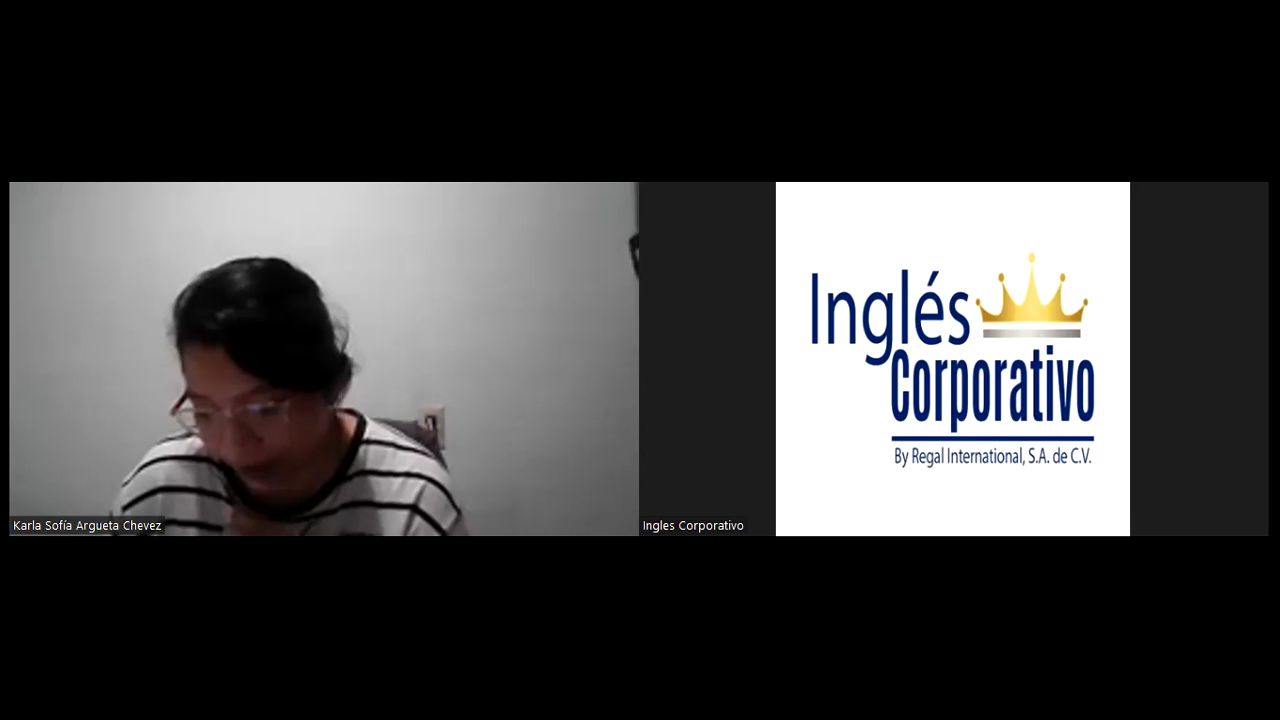 Inglés
Corporativo
By Regal International, S.A. de C.V.
Karla Sofía Argueta Chevez
Ingles Corporativo